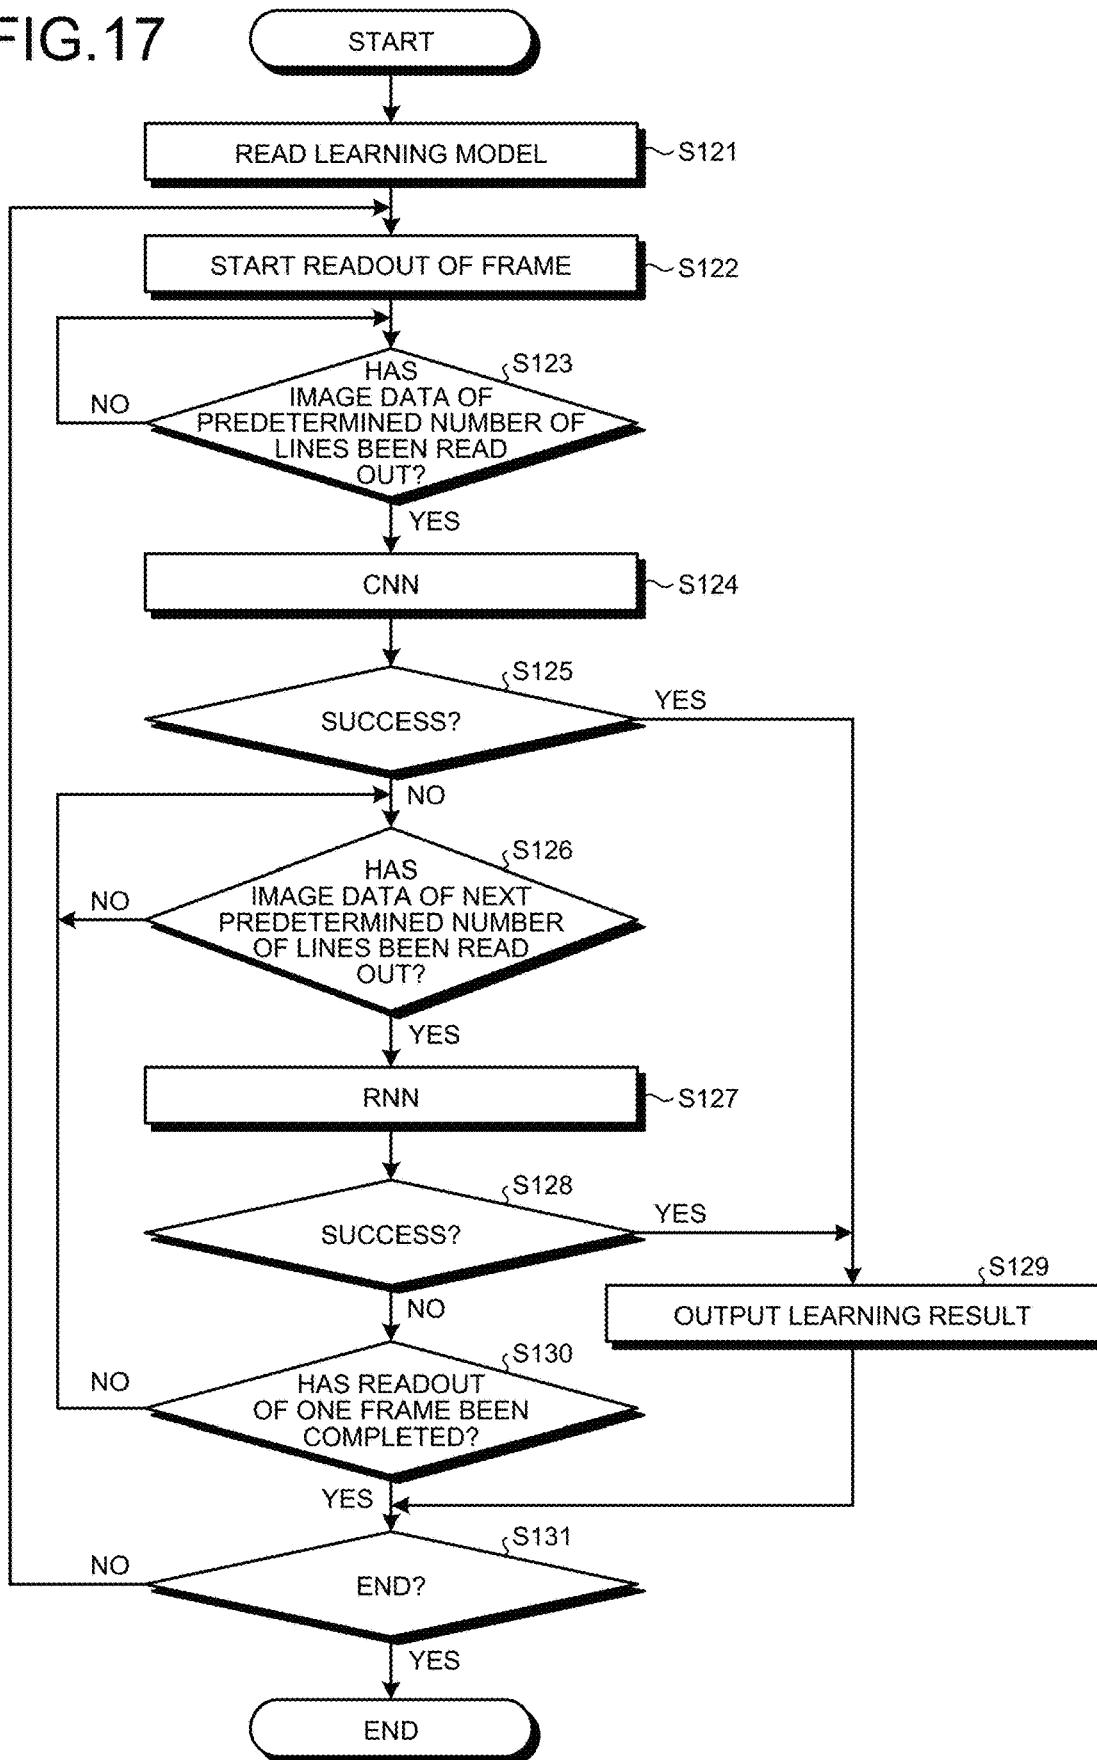 FIG.17
START
READ LEARNING MODEL
S121
START READOUT OF FRAME
S122
S123
HAS
IMAGE DATA OF
PREDETERMINED NUMBER OF
LINES BEEN READ
OUT?
NO
YES
CNN
S124
S125
SUCCESS?
YES
NO
S126
HAS
IMAGE DATA OF NEXT
PREDETERMINED NUMBER
OF LINES BEEN READ
OUT?
NO
YES
RNN
S127
S128
SUCCESS?
YES
NO
S129
OUTPUT LEARNING RESULT
S130
HAS READOUT
OF ONE FRAME BEEN
COMPLETED?
NO
YES
S131
END?
NO
YES
END